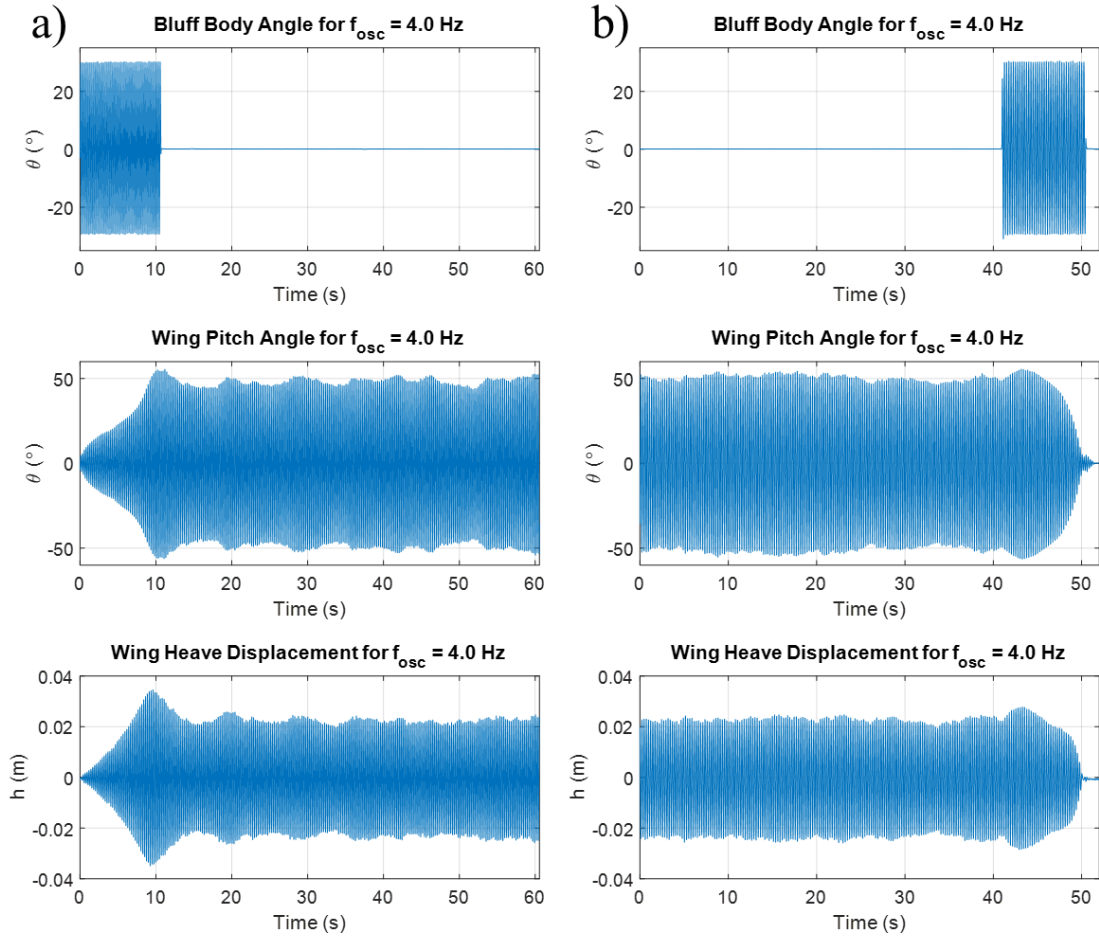 a)
Bluff Body Angle for fosc = 4.0 Hz
20
0
-20
θ (°)
0 10 20 30 40 50 60
Time (s)
Wing Pitch Angle for fosc = 4.0 Hz
50
0
-50
θ (°)
0 10 20 30 40 50 60
Time (s)
Wing Heave Displacement for fosc = 4.0 Hz
0.04
0.02
0
-0.02
-0.04
h (m)
0 10 20 30 40 50 60
Time (s)
b)
Bluff Body Angle for fosc = 4.0 Hz
20
0
-20
θ (°)
0 10 20 30 40 50
Time (s)
Wing Pitch Angle for fosc = 4.0 Hz
50
0
-50
θ (°)
0 10 20 30 40 50
Time (s)
Wing Heave Displacement for fosc = 4.0 Hz
0.04
0.02
0
-0.02
-0.04
h (m)
0 10 20 30 40 50
Time (s)